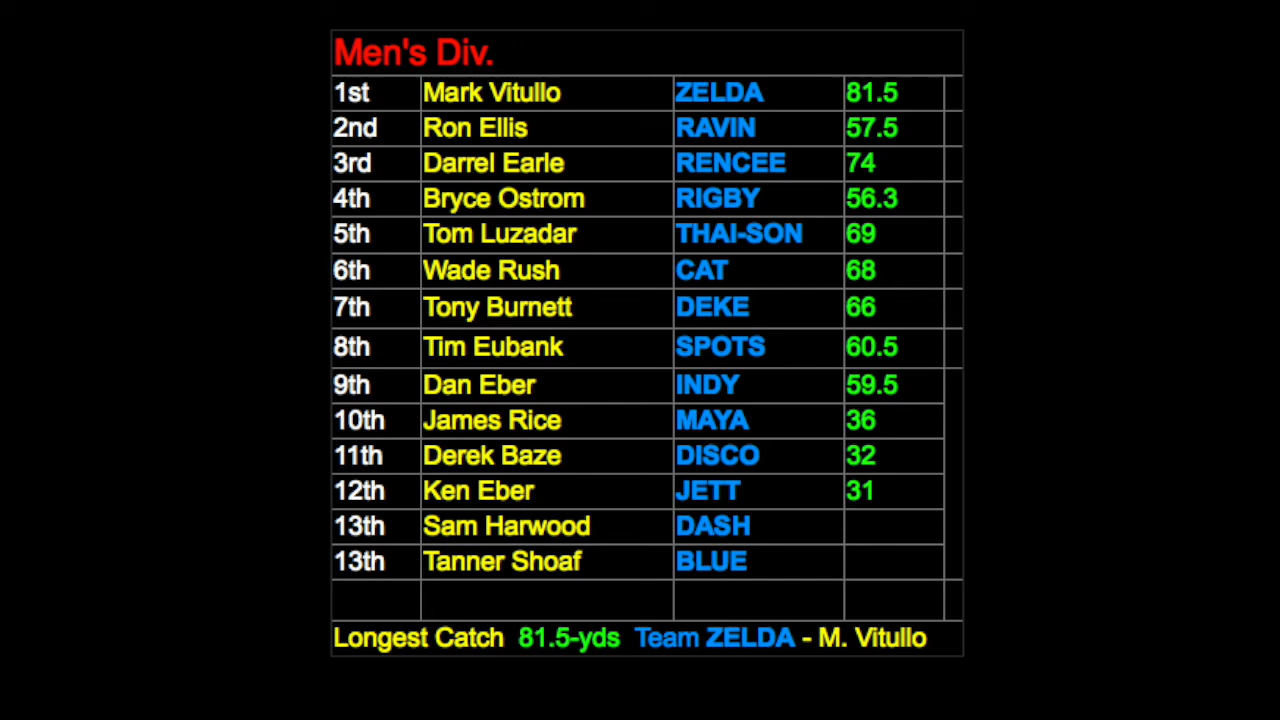 Men's Div.
1st Mark Vitullo ZELDA 81.5
2nd Ron Ellis RAVIN 57.5
3rd Darrel Earle RENCEE 74
4th Bryce Ostrom RIGBY 56.3
5th Tom Luzadar THAI-SON 69
6th Wade Rush CAT 68
7th Tony Burnett DEKE 66
8th Tim Eubank SPOTS 60.5
9th Dan Eber INDY 59.5
10th James Rice MAYA 36
11th Derek Baze DISCO 32
12th Ken Eber JETT 31
13th Sam Harwood DASH
13th Tanner Shoaf BLUE
Longest Catch 81.5-yds Team ZELDA - M. Vitullo